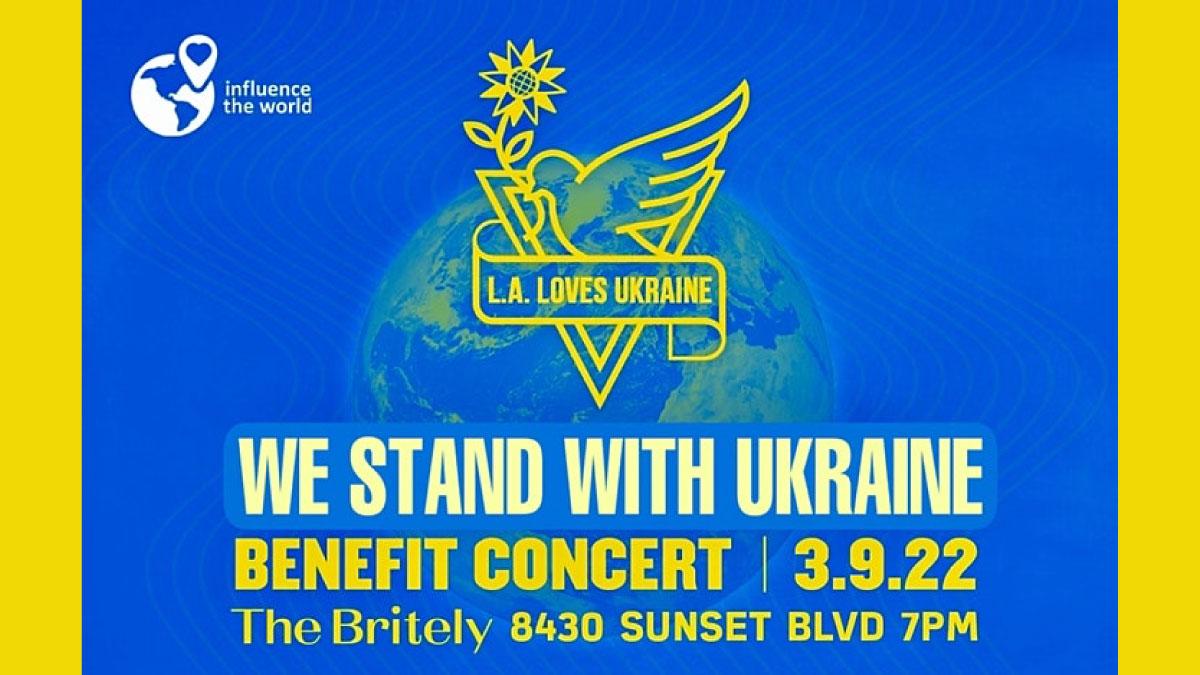 influence
the world
L.A. LOVES UKRAINE
WE STAND WITH UKRAINE
BENEFIT CONCERT | 3.9.22
The Britely 8430 SUNSET BLVD 7PM